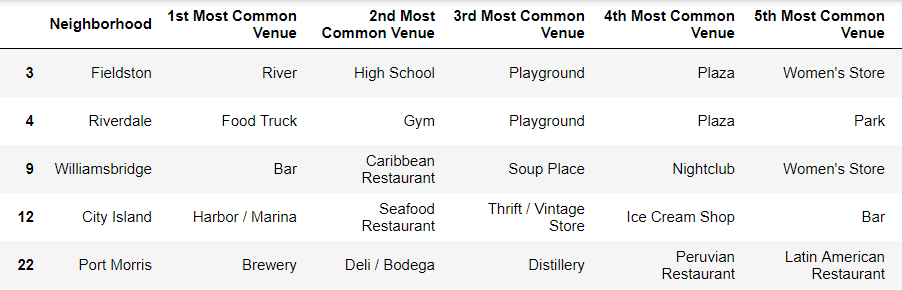 Neighborhood 1st Most Common Venue 2nd Most Common Venue 3rd Most Common Venue 4th Most Common Venue 5th Most Common Venue
3 Fieldston River High School Playground Plaza Women's Store
4 Riverdale Food Truck Gym Playground Plaza Park
9 Williamsbridge Bar Caribbean Restaurant Soup Place Nightclub Women's Store
12 City Island Harbor / Marina Seafood Restaurant Thrift / Vintage Store Ice Cream Shop Bar
22 Port Morris Brewery Deli / Bodega Distillery Peruvian Restaurant Latin American Restaurant